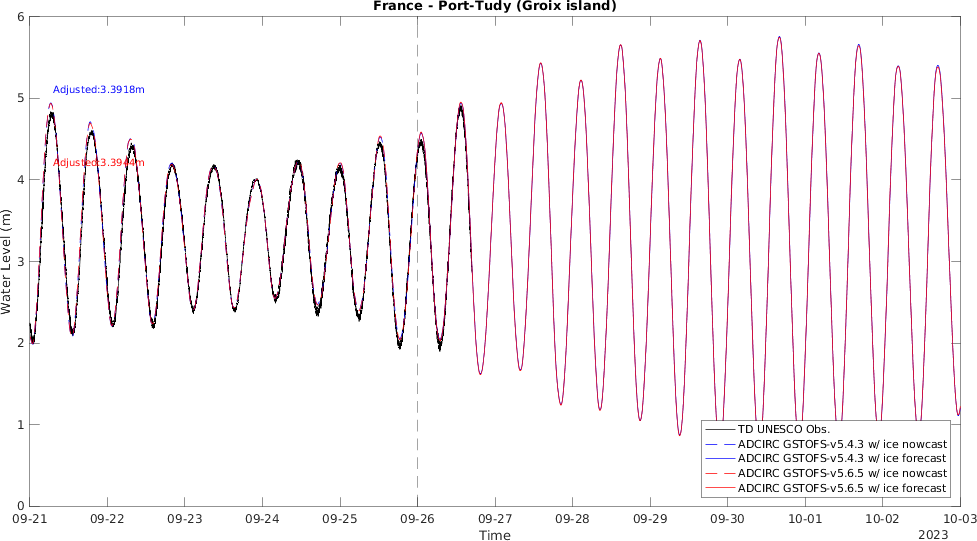 France - Port-Tudy (Groix island)
6
5
4
3
2
1
0
Water Level (m)
Adjusted:3.3918m
Adjusted:3.3944m
TD UNESCO Obs.
ADCIRC GSTOFS-v5.4.3 w/ ice nowcast
ADCIRC GSTOFS-v5.4.3 w/ ice forecast
ADCIRC GSTOFS-v5.6.5 w/ ice nowcast
ADCIRC GSTOFS-v5.6.5 w/ ice forecast
09-21 09-22 09-23 09-24 09-25 09-26 09-27 09-28 09-29 09-30 10-01 10-02 10-03
Time
2023